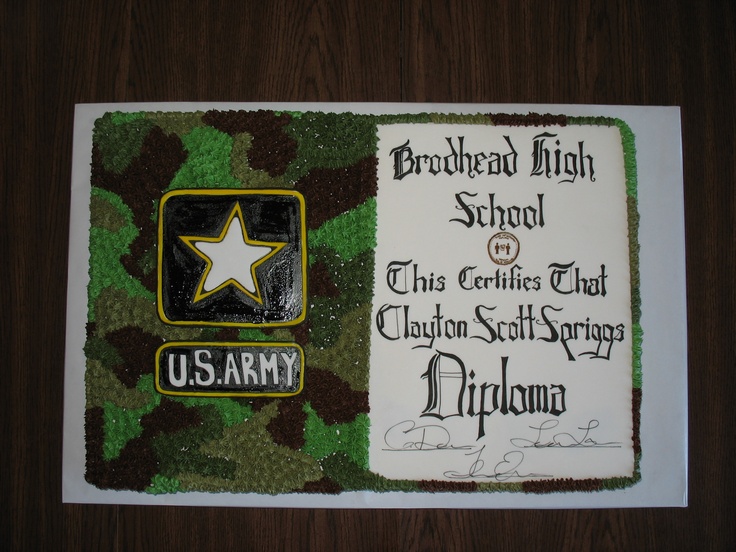 U.S. ARMY
Brodhead High
School
This Certifies That
Clayton Scott Spriggs
Diploma